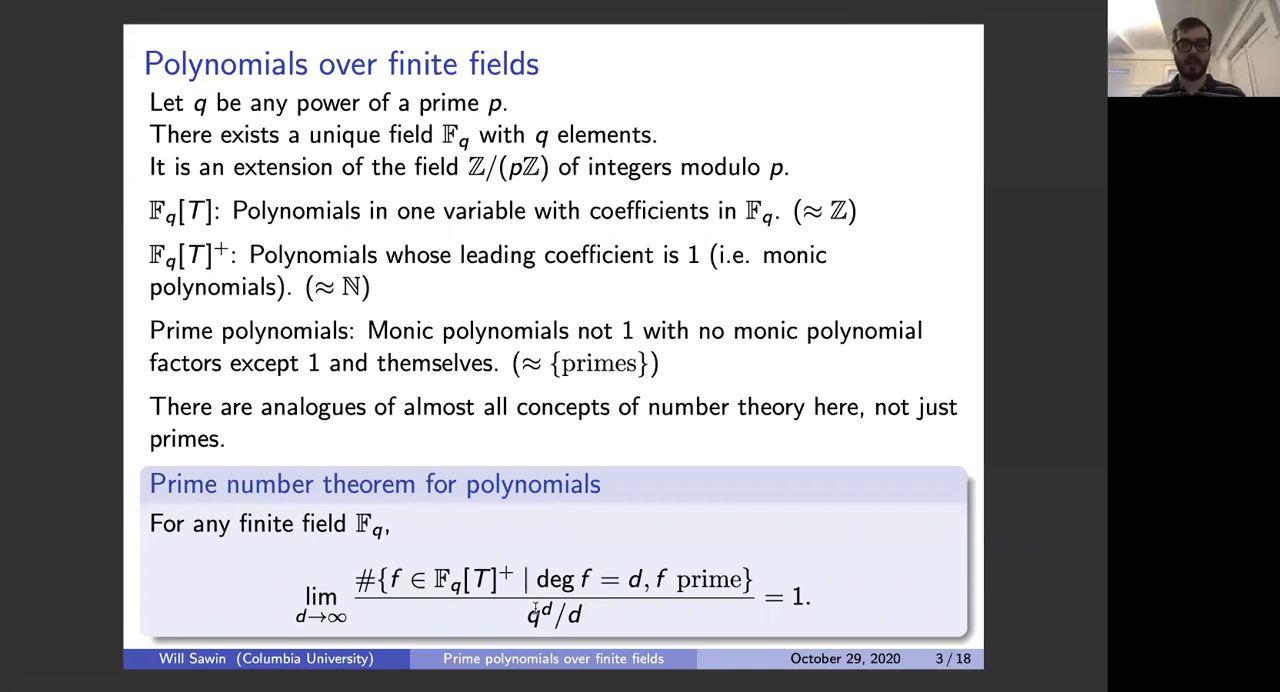 Polynomials over finite fields
Let q be any power of a prime p.
There exists a unique field 𝔽_q with q elements.
It is an extension of the field ℤ/(pℤ) of integers modulo p.
𝔽_q[T]: Polynomials in one variable with coefficients in 𝔽_q. (≈ ℤ)
𝔽_q[T]⁺: Polynomials whose leading coefficient is 1 (i.e. monic
polynomials). (≈ ℕ)
Prime polynomials: Monic polynomials not 1 with no monic polynomial
factors except 1 and themselves. (≈ {primes})
There are analogues of almost all concepts of number theory here, not just
primes.
Prime number theorem for polynomials
For any finite field 𝔽_q,
lim_{d→∞} #{f ∈ 𝔽_q[T]⁺ | deg f = d, f prime} / (q^d/d) = 1.
Will Sawin (Columbia University) Prime polynomials over finite fields October 29, 2020 3 / 18